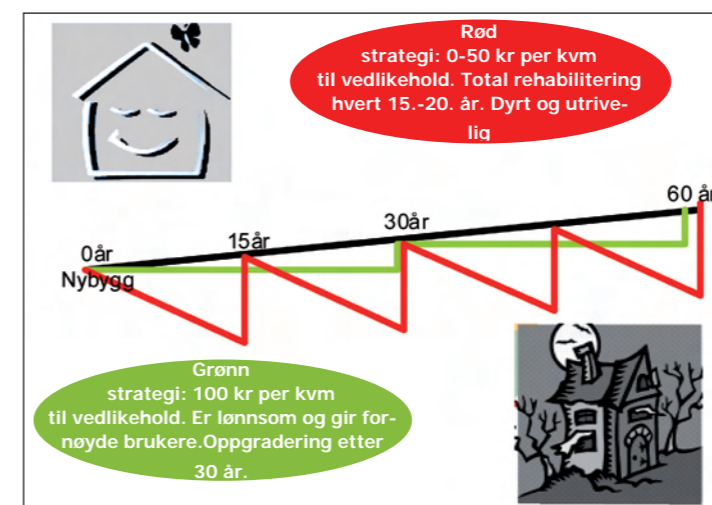 Rød
strategi: 0-50 kr per kvm
til vedlikehold. Total rehabilitering
hvert 15.-20. år. Dyrt og utrive-
lig
60 år
30år
15år
0år
Nybygg
Grønn
strategi: 100 kr per kvm
til vedlikehold. Er lønnsom og gir for-
nøyde brukere.Oppgradering etter
30 år.